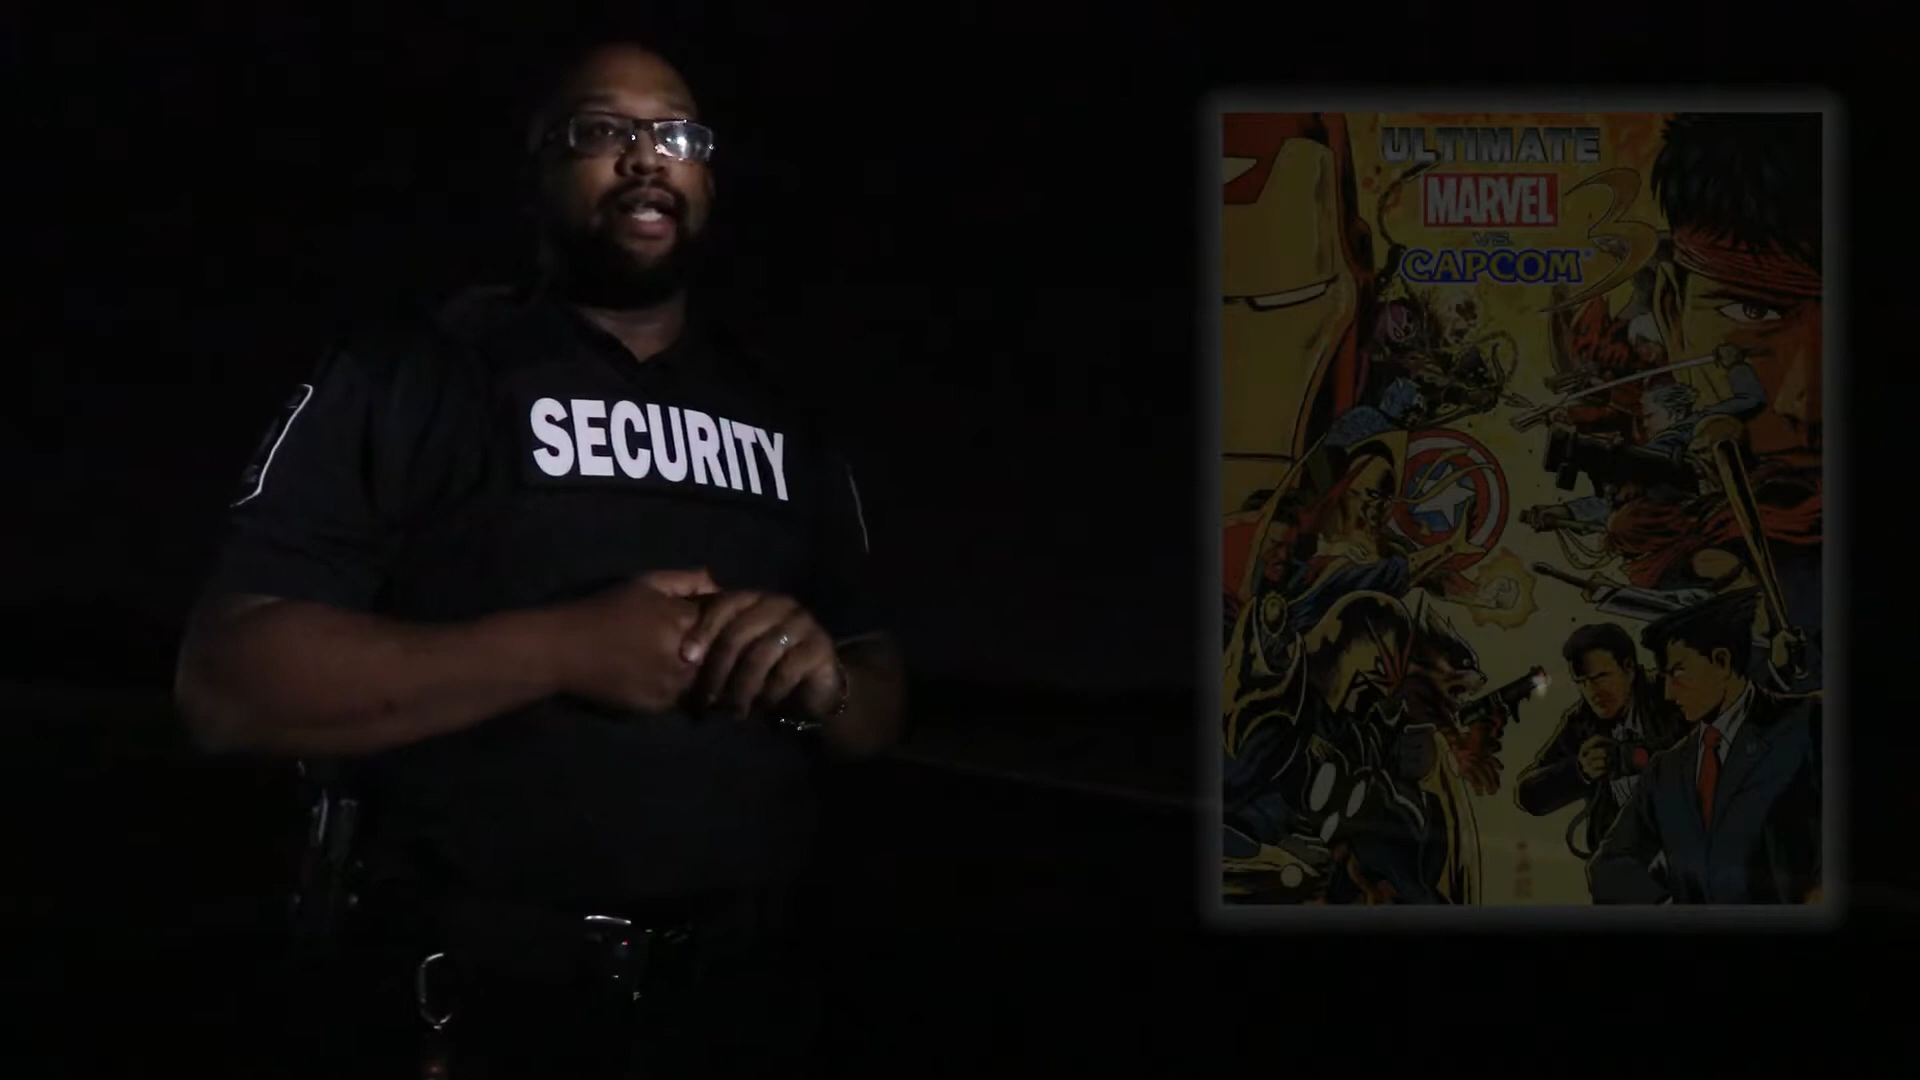 SECURITY
ULTIMATE
MARVEL
VS.
CAPCOM
3